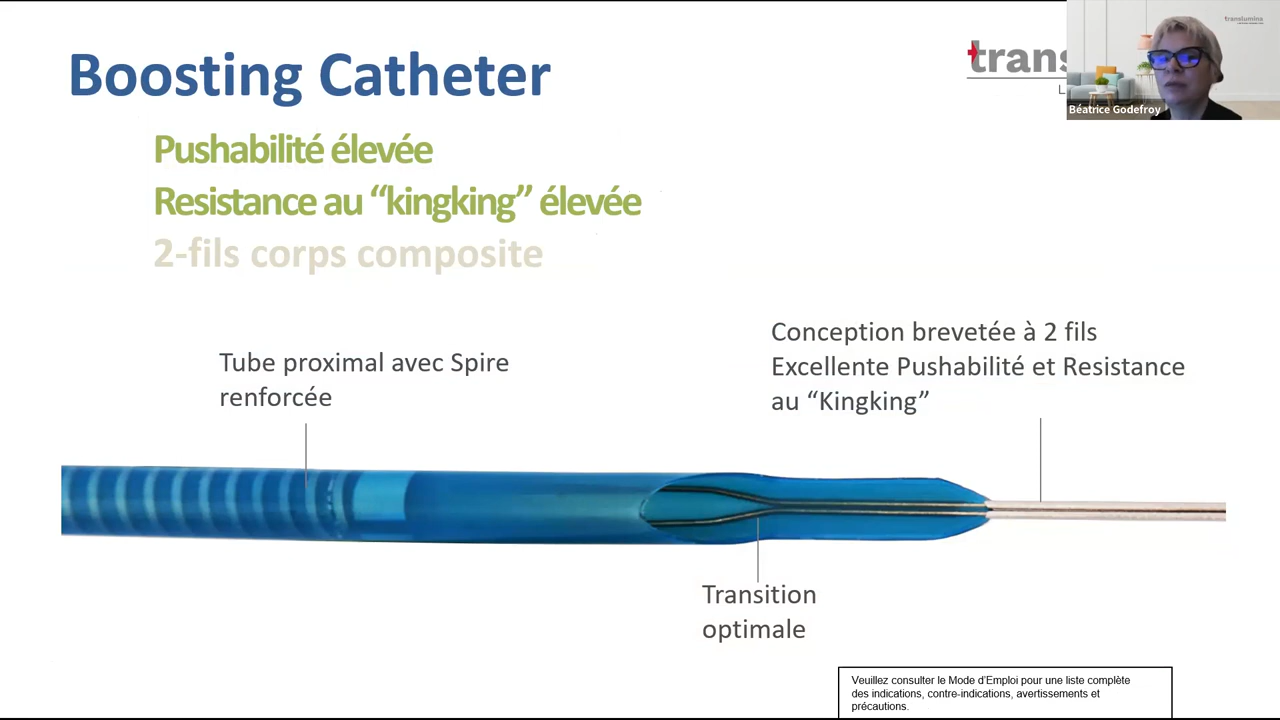 Boosting Catheter
translumina
Béatrice Godefroy
Pushabilité élevée
Resistance au “kingking” élevée
2-fils corps composite
Conception brevetée à 2 fils
Excellente Pushabilité et Resistance
au “Kingking”
Tube proximal avec Spire
renforcée
Transition
optimale
Veuillez consulter le Mode d’Emploi pour une liste complète
des indications, contre-indications, avertissements et
précautions.